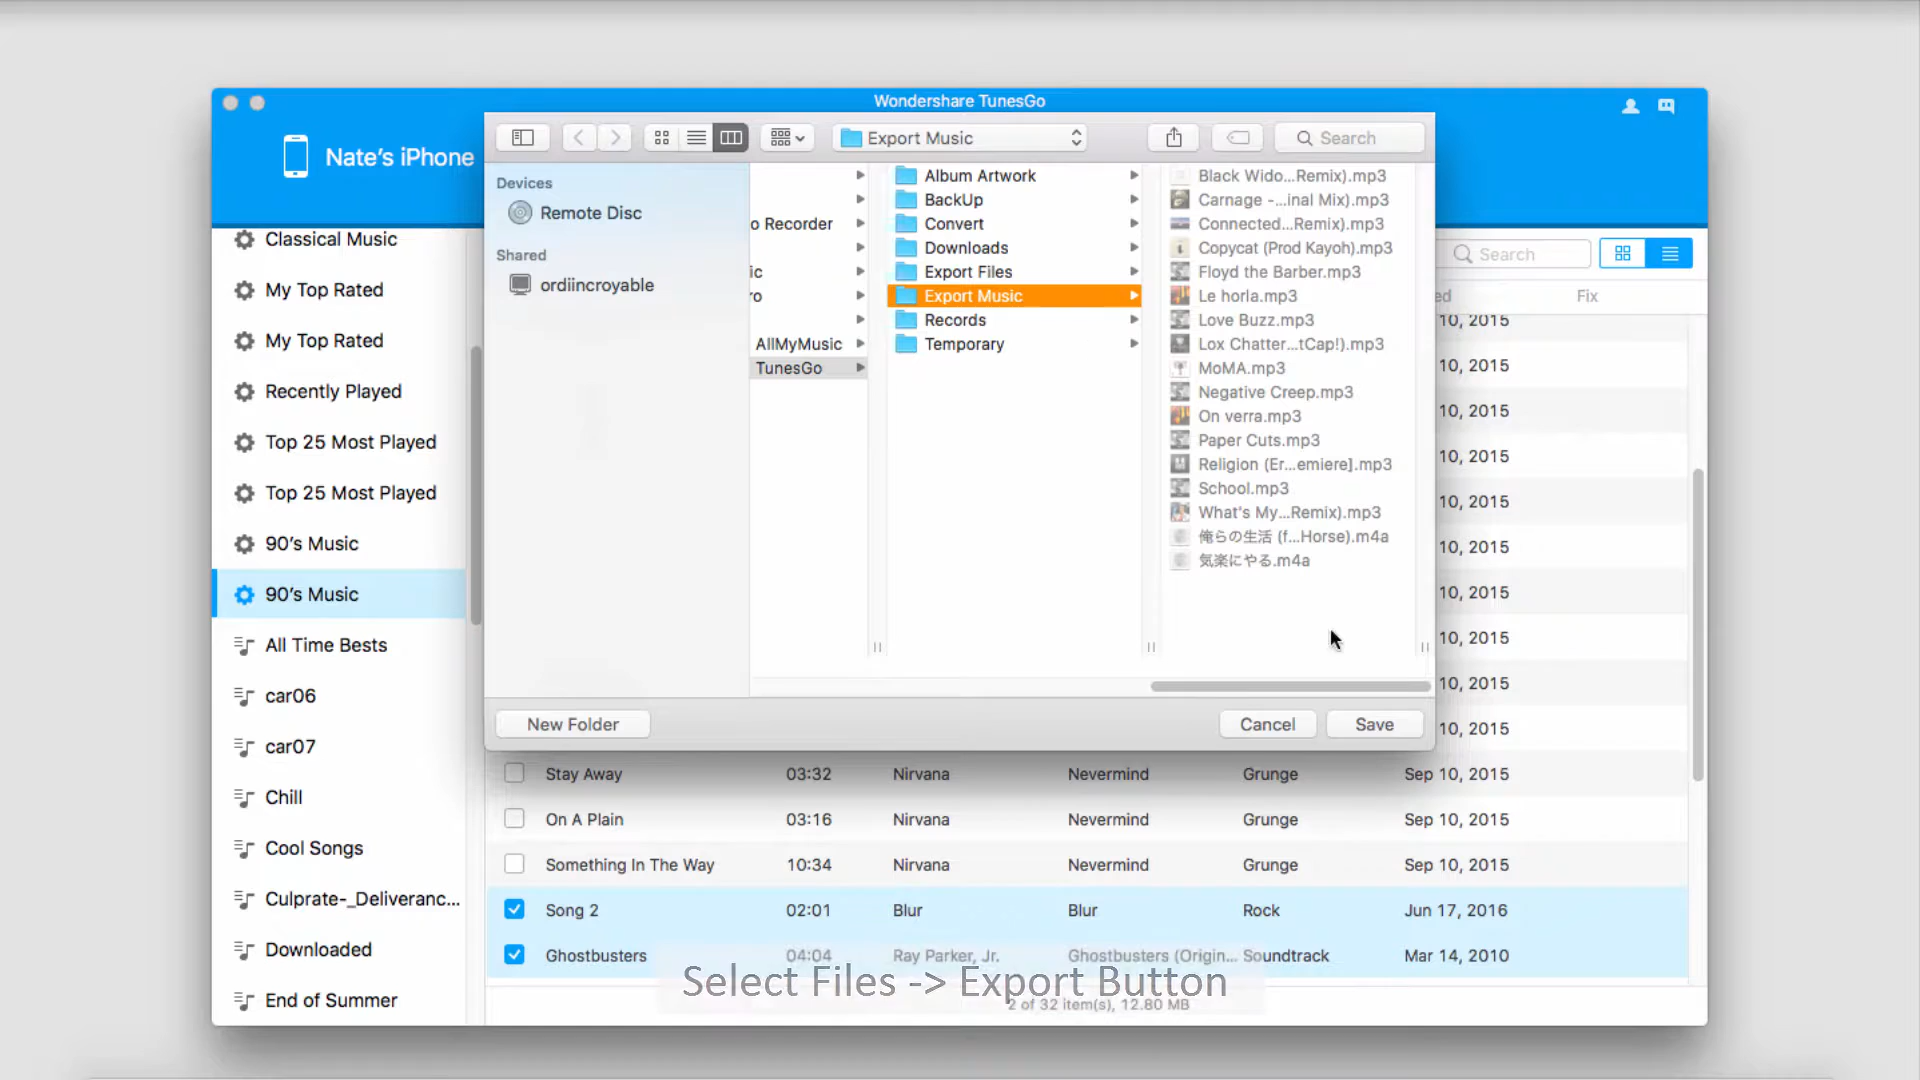 Wondershare TunesGo
Nate's iPhone
Export Music
Search
Devices
Remote Disc
Shared
ordiincroyable
o Recorder
ic
ro
AllMyMusic
TunesGo
Album Artwork
BackUp
Convert
Downloads
Export Files
Export Music
Records
Temporary
Black Wido...Remix).mp3
Carnage -...inal Mix).mp3
Connected...Remix).mp3
Copycat (Prod Kayoh).mp3
Floyd the Barber.mp3
Le horla.mp3
Love Buzz.mp3
Lox Chatter...tCap!).mp3
MoMA.mp3
Negative Creep.mp3
On verra.mp3
Paper Cuts.mp3
Religion (Er...emiere].mp3
School.mp3
What's My...Remix).mp3
俺らの生活 (f...Horse).m4a
気楽にやる.m4a
New Folder
Cancel
Save
Classical Music
My Top Rated
My Top Rated
Recently Played
Top 25 Most Played
Top 25 Most Played
90's Music
90's Music
All Time Bests
car06
car07
Chill
Cool Songs
Culprate-_Deliveranc...
Downloaded
End of Summer
Search
ed Fix
10, 2015
10, 2015
10, 2015
10, 2015
10, 2015
10, 2015
10, 2015
10, 2015
10, 2015
10, 2015
Stay Away 03:32 Nirvana Nevermind Grunge Sep 10, 2015
On A Plain 03:16 Nirvana Nevermind Grunge Sep 10, 2015
Something In The Way 10:34 Nirvana Nevermind Grunge Sep 10, 2015
Song 2 02:01 Blur Blur Rock Jun 17, 2016
Ghostbusters 04:04 Ray Parker, Jr. Ghostbusters (Origin... Soundtrack Mar 14, 2010
Select Files -> Export Button
2 of 32 item(s), 12.80 MB